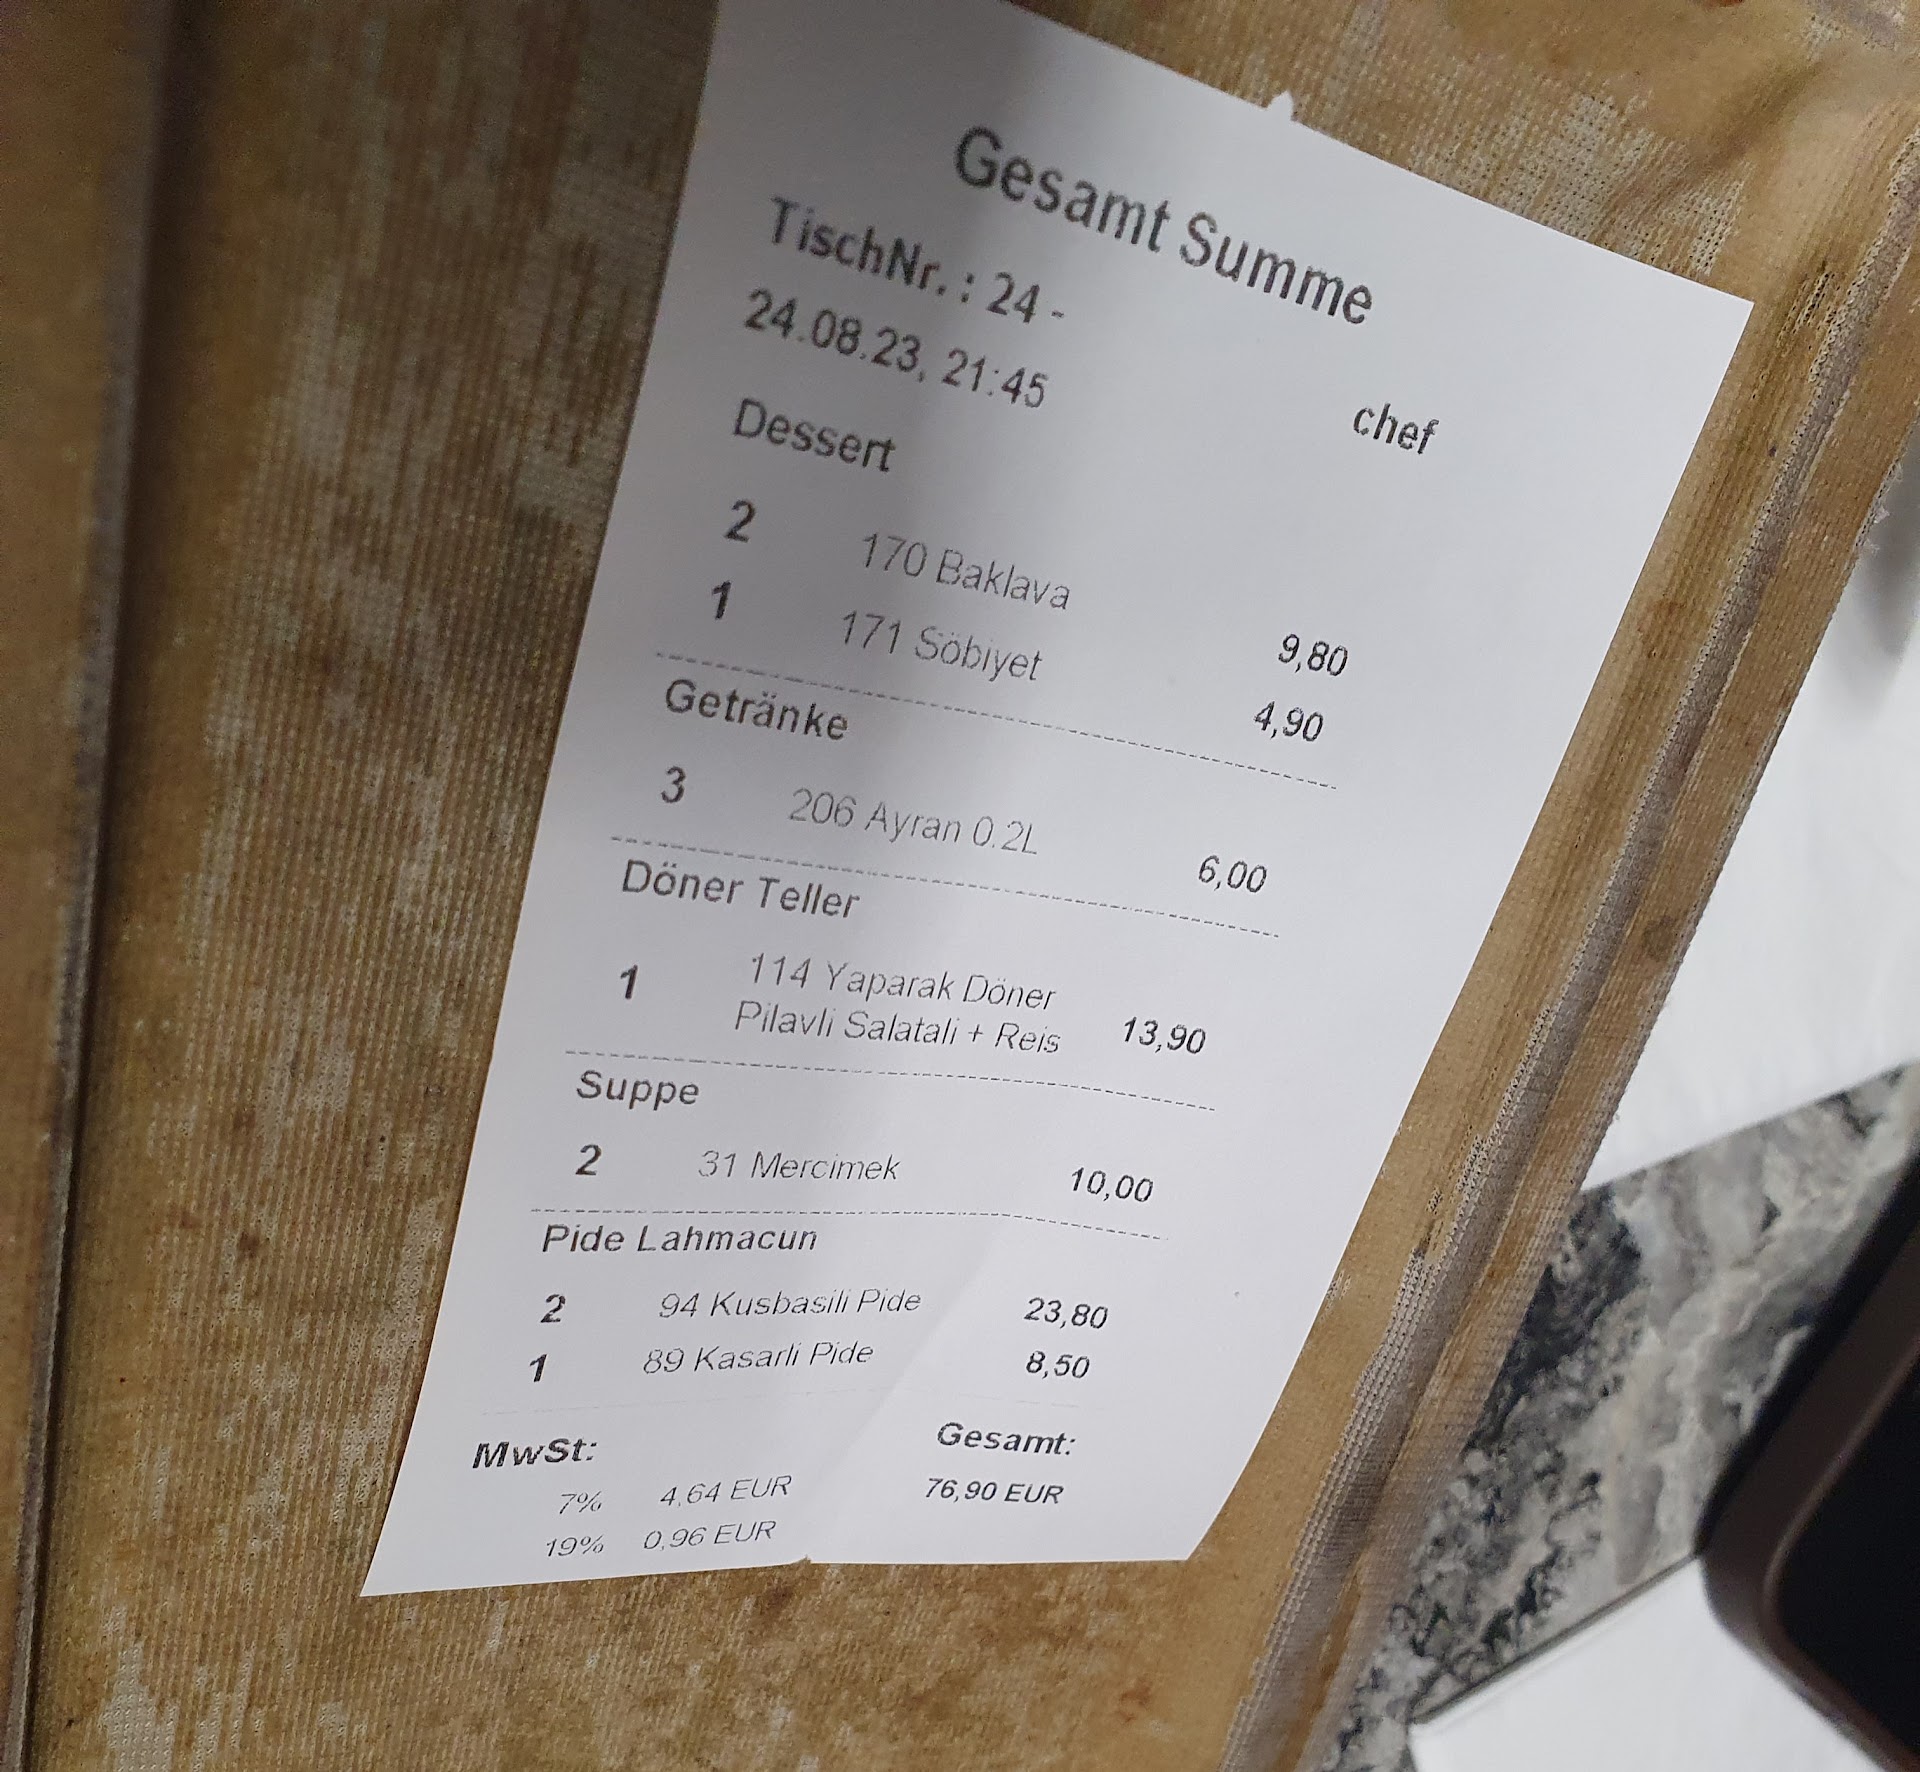 Gesamt Summe
TischNr. : 24 -
24.08.23, 21:45 chef
Dessert
2 170 Baklava 9,80
1 171 Söbiyet 4,90
Getränke
3 206 Ayran 0.2L 6,00
Döner Teller
1 114 Yaparak Döner
Pilavli Salatali + Reis 13,90
Suppe
2 31 Mercimek 10,00
Pide Lahmacun
2 94 Kusbasili Pide 23,80
1 89 Kasarli Pide 8,50
MwSt: Gesamt:
7% 4,64 EUR 76,90 EUR
19% 0,96 EUR